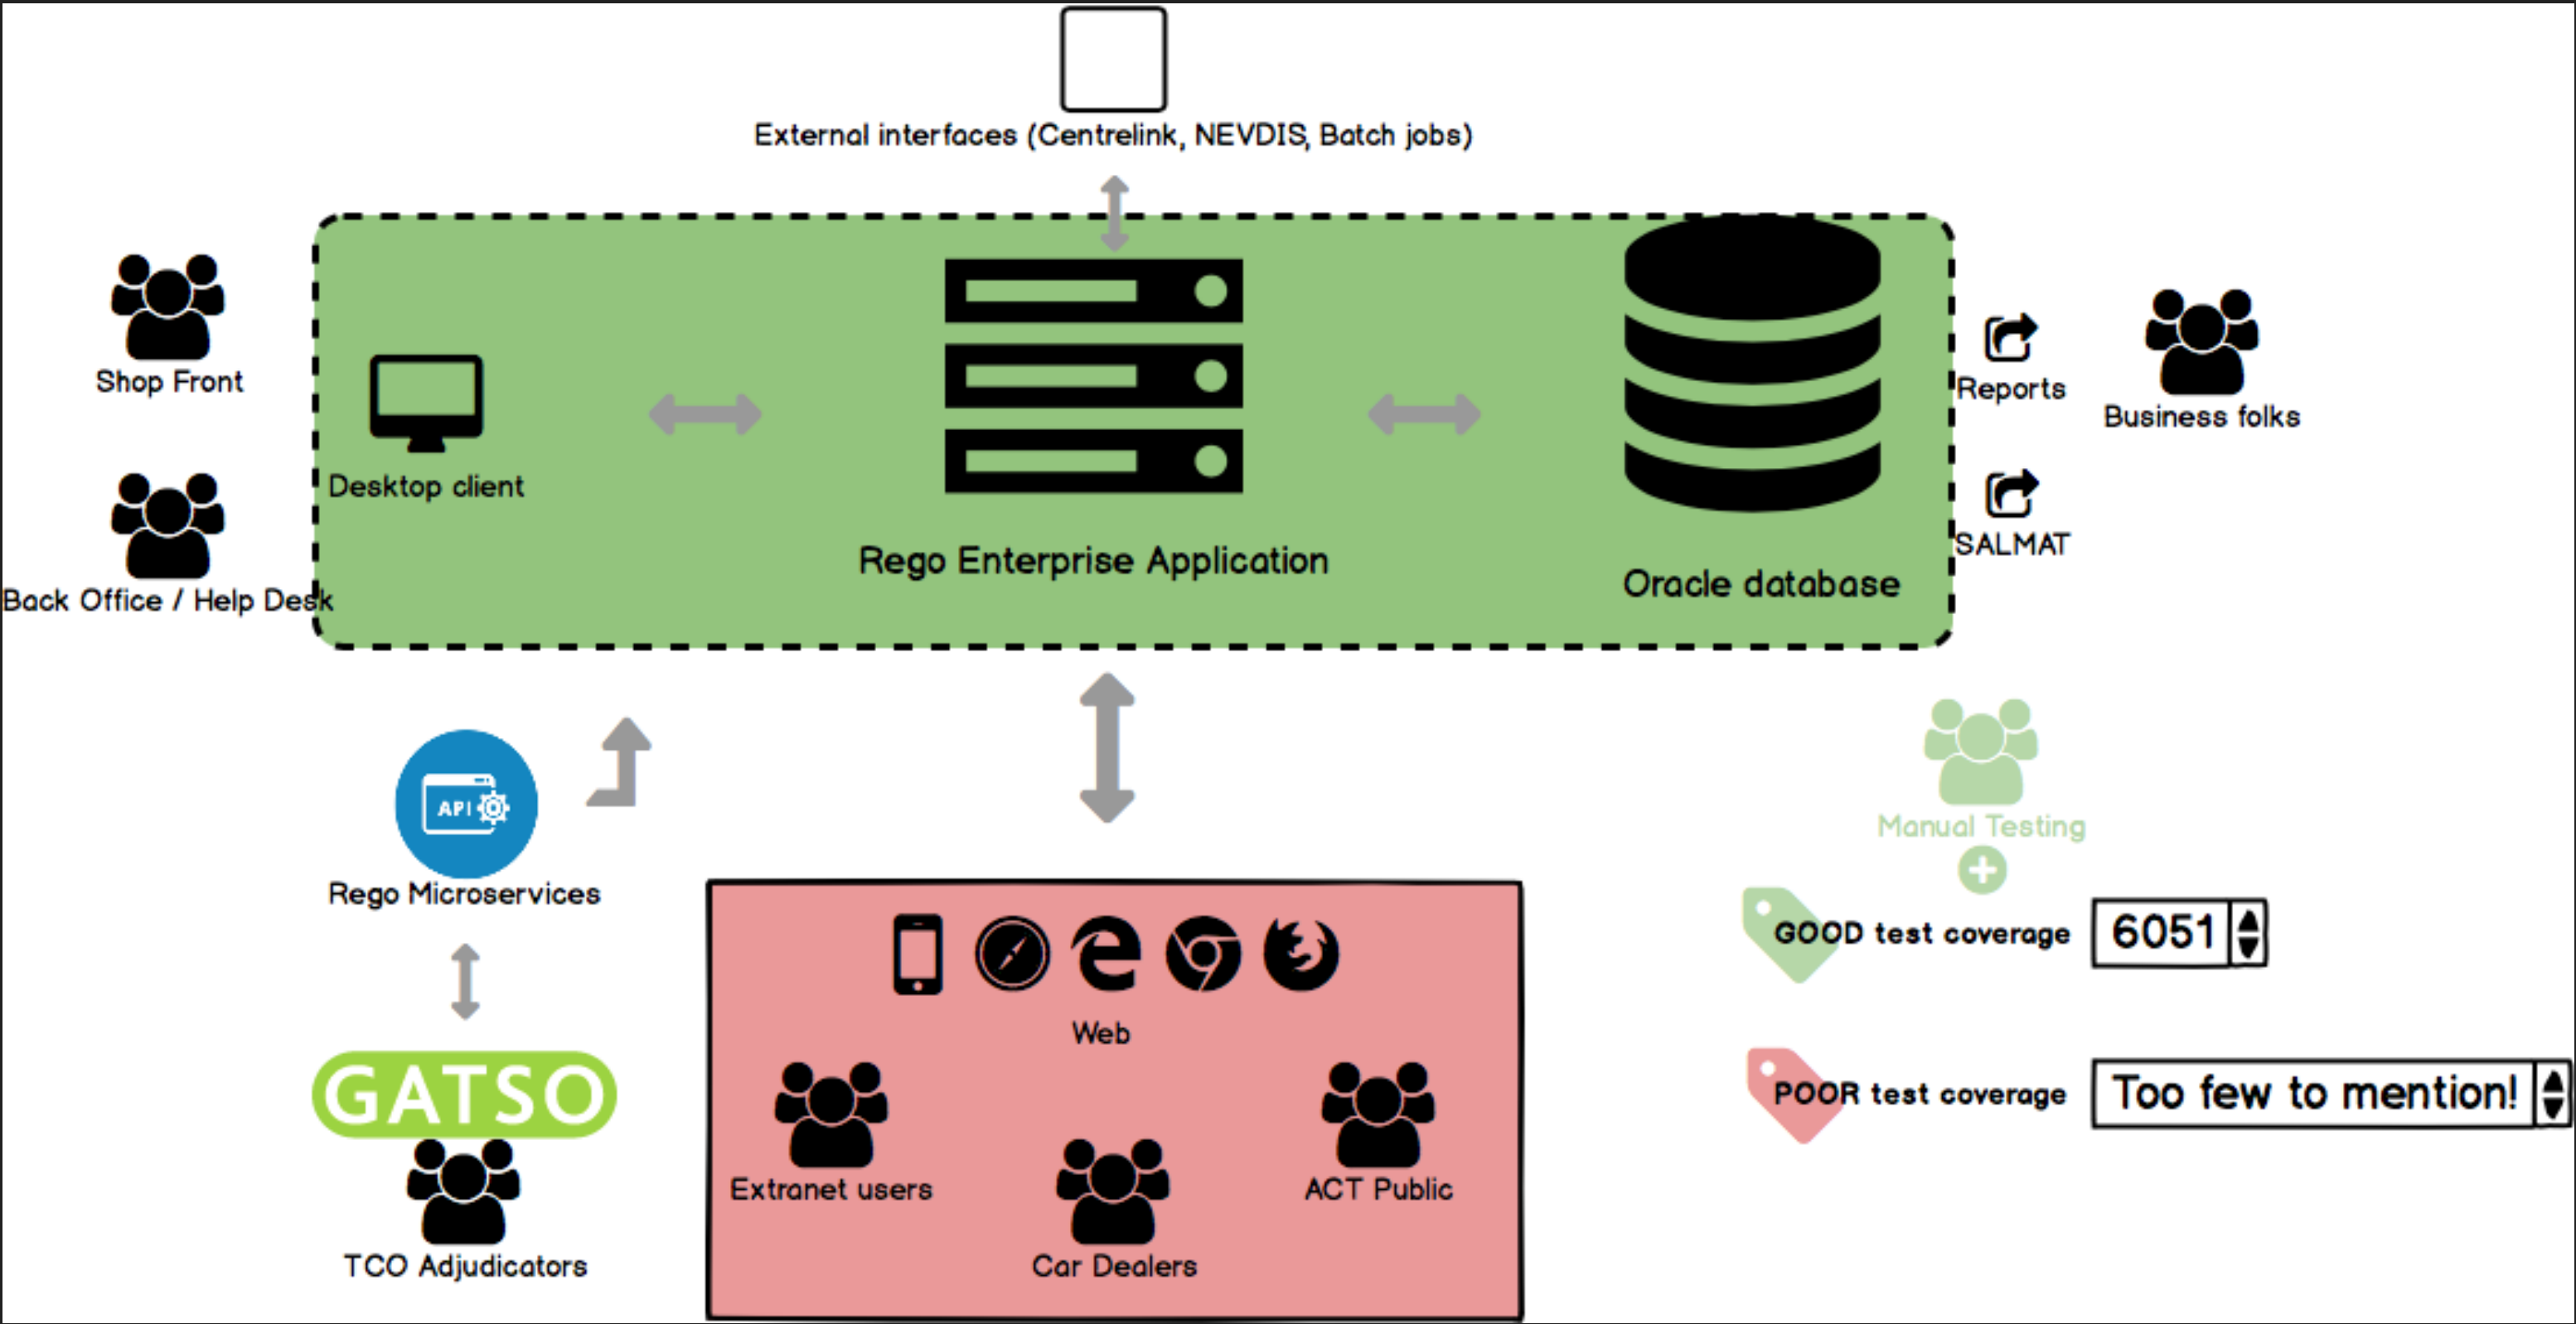 External interfaces (Centrelink, NEVDIS, Batch jobs)
Shop Front
Desktop client
Back Office / Help Desk
Rego Enterprise Application
Oracle database
Reports
Business folks
SALMAT
API
Rego Microservices
GATSO
TCO Adjudicators
Web
Extranet users
Car Dealers
ACT Public
Manual Testing
GOOD test coverage 6051
POOR test coverage Too few to mention!